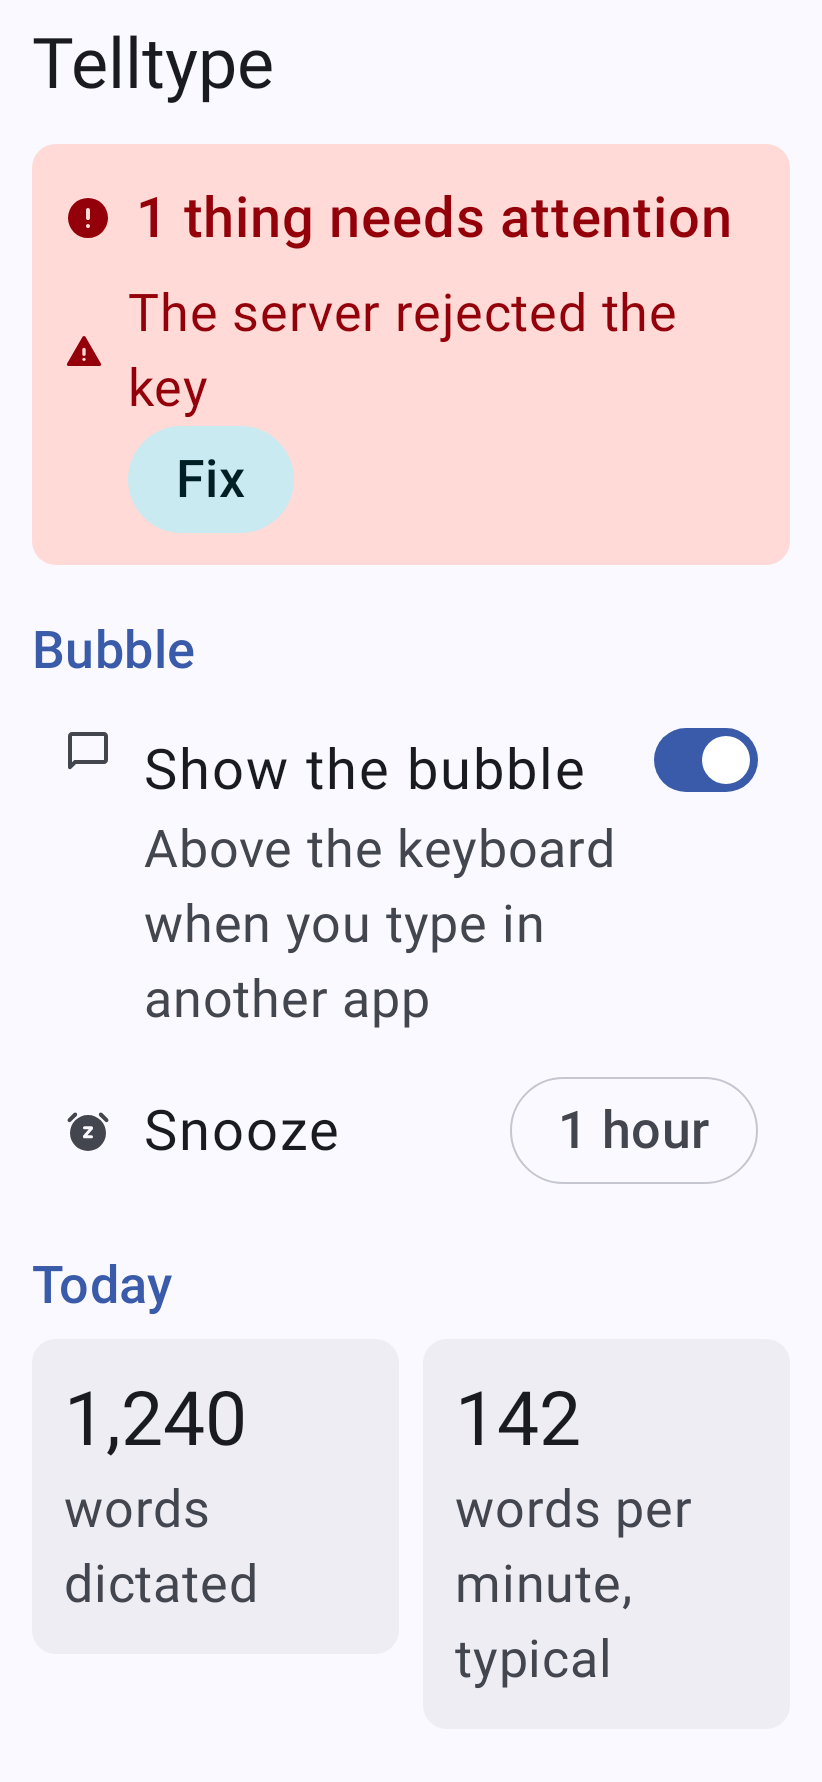 Telltype
1 thing needs attention
The server rejected the
key
Fix
Bubble
Show the bubble
Above the keyboard
when you type in
another app
Snooze
1 hour
Today
1,240
words
dictated
142
words per
minute,
typical